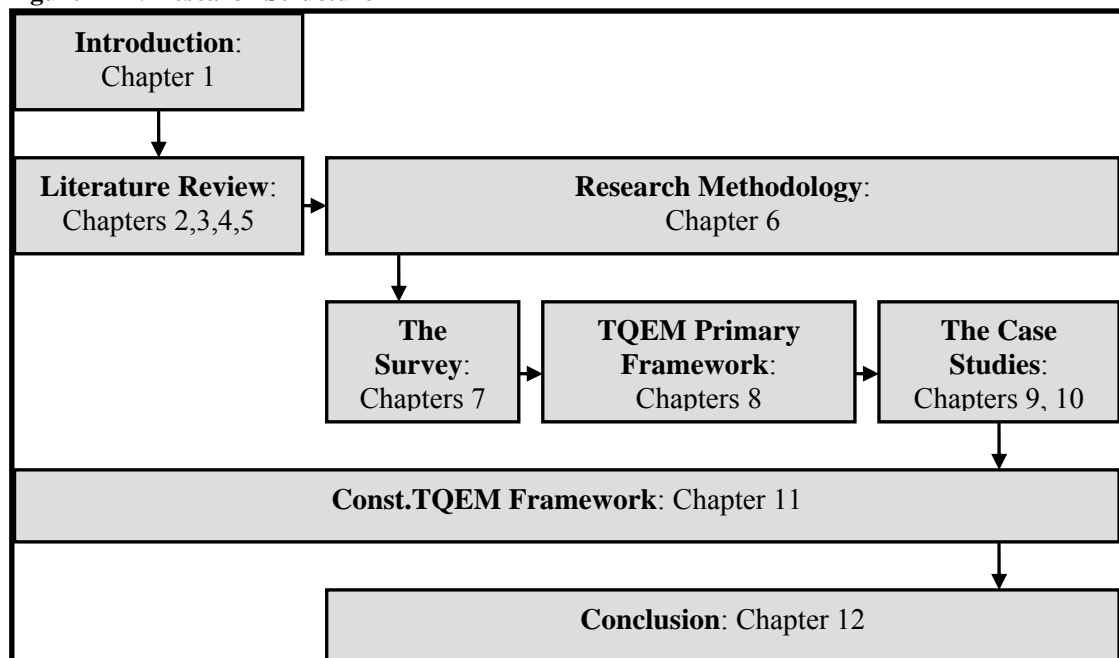 Introduction:
Chapter 1
Literature Review:
Chapters 2,3,4,5
Research Methodology:
Chapter 6
The
Survey:
Chapters 7
TQEM Primary
Framework:
Chapters 8
The Case
Studies:
Chapters 9, 10
Const.TQEM Framework: Chapter 11
Conclusion: Chapter 12